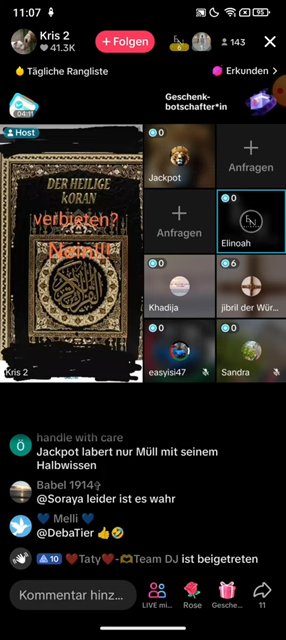 11:07
95
Kris 2
41.3K
+ Folgen
E N
6
143
Tägliche Rangliste
Erkunden >
04:11
Geschenk-
botschafter*in
Host
DER HEILIGE
KORAN
verbieten?
Nein!!!
Kris 2
0
Jackpot
Anfragen
Anfragen
0
E N
Elinoah
0
Khadija
6
jibril der Wür...
0
easyisi47
0
Sandra
Ö
handle with care
Jackpot labert nur Müll mit seinem
Halbwissen
Babel 1914✞
@Soraya leider ist es wahr
💙 Melli 💙
@DebaTier 👍🤣
10 ❤️Taty❤️-🫶Team DJ ist beigetreten
Kommentar hinz...
LIVE mi...
Rose
Gesche...
11